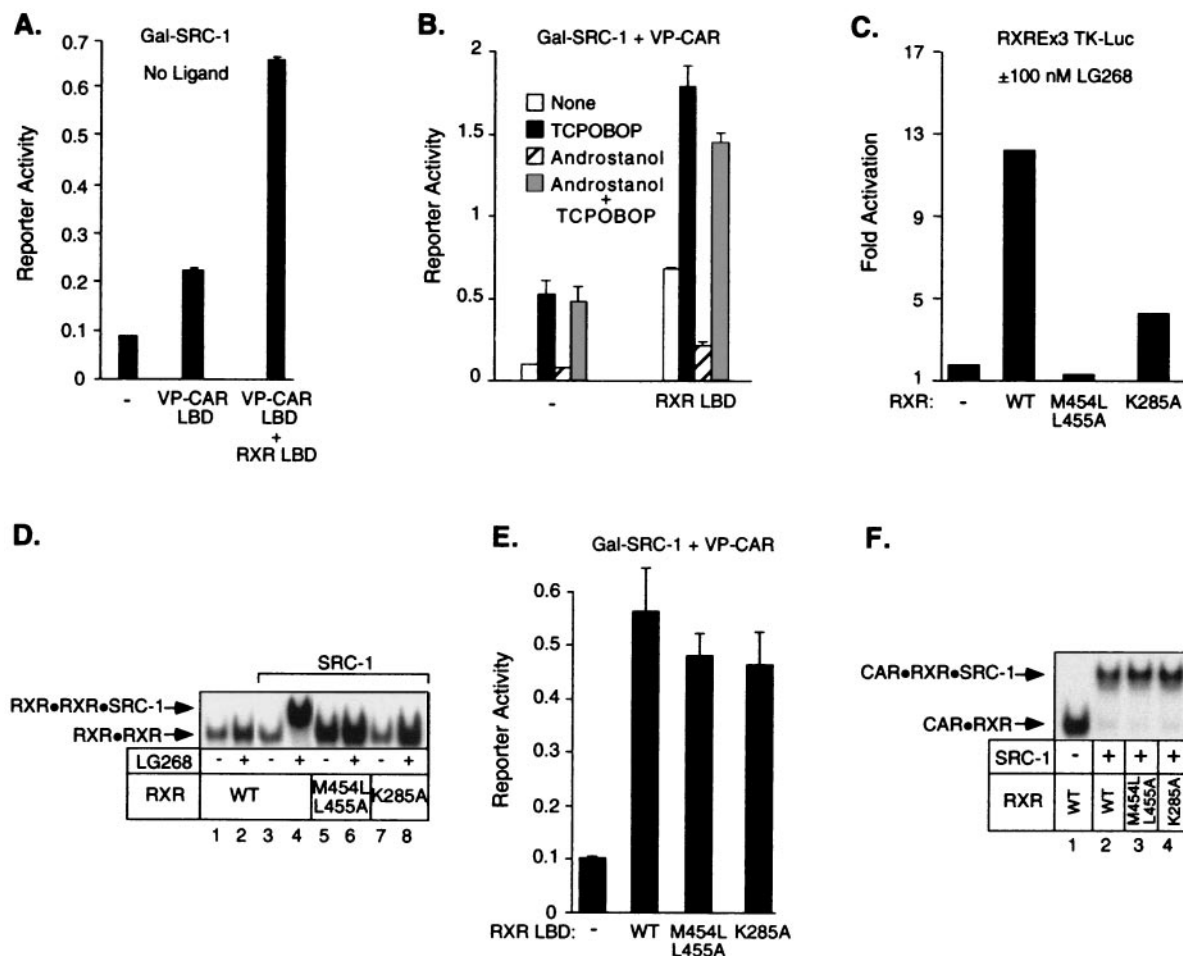 A.
Gal-SRC-1
No Ligand
Reporter Activity
0.7
0.6
0.5
0.4
0.3
0.2
0.1
0
-
VP-CAR
LBD
VP-CAR
LBD
+
RXR LBD
B.
Gal-SRC-1 + VP-CAR
Reporter Activity
2
1.5
1
0.5
0
None
TCPOBOP
Androstanol
Androstanol
+
TCPOBOP
-
RXR LBD
C.
RXREx3 TK-Luc
±100 nM LG268
Fold Activation
17
13
9
5
1
RXR:
-
WT
M454L
L455A
K285A
D.
SRC-1
RXR•RXR•SRC-1
RXR•RXR
LG268 - + - + - + - +
RXR WT M454L L455A K285A
1 2 3 4 5 6 7 8
E.
Gal-SRC-1 + VP-CAR
Reporter Activity
0.6
0.5
0.4
0.3
0.2
0.1
0
RXR LBD: - WT M454L K285A
L455A
F.
CAR•RXR•SRC-1
CAR•RXR
SRC-1 - + + +
RXR WT WT M454L L455A K285A
1 2 3 4